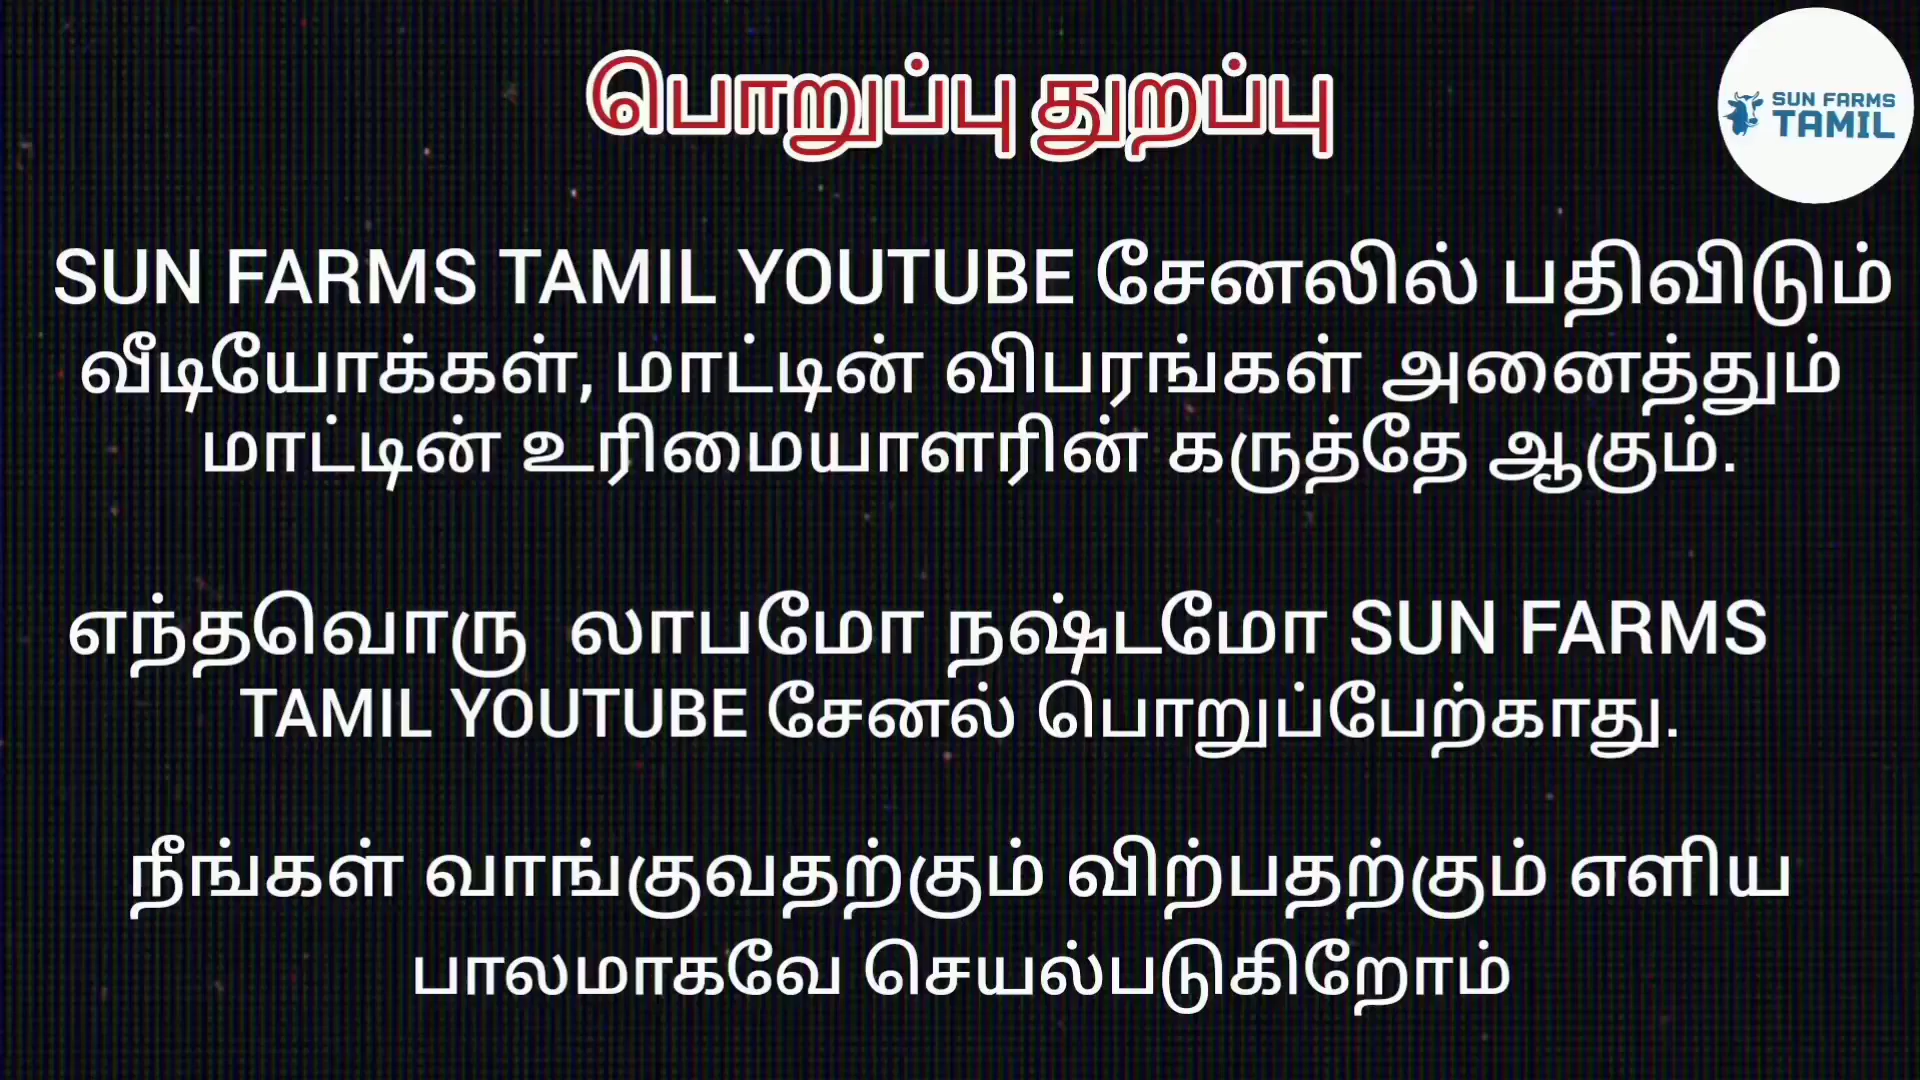 பொறுப்பு துறப்பு
SUN FARMS
TAMIL
SUN FARMS TAMIL YOUTUBE சேனலில் பதிவிடும்
வீடியோக்கள், மாட்டின் விபரங்கள் அனைத்தும்
மாட்டின் உரிமையாளரின் கருத்தே ஆகும்.
எந்தவொரு லாபமோ நஷ்டமோ SUN FARMS
TAMIL YOUTUBE சேனல் பொறுப்பேற்காது.
நீங்கள் வாங்குவதற்கும் விற்பதற்கும் எளிய
பாலமாகவே செயல்படுகிறோம்